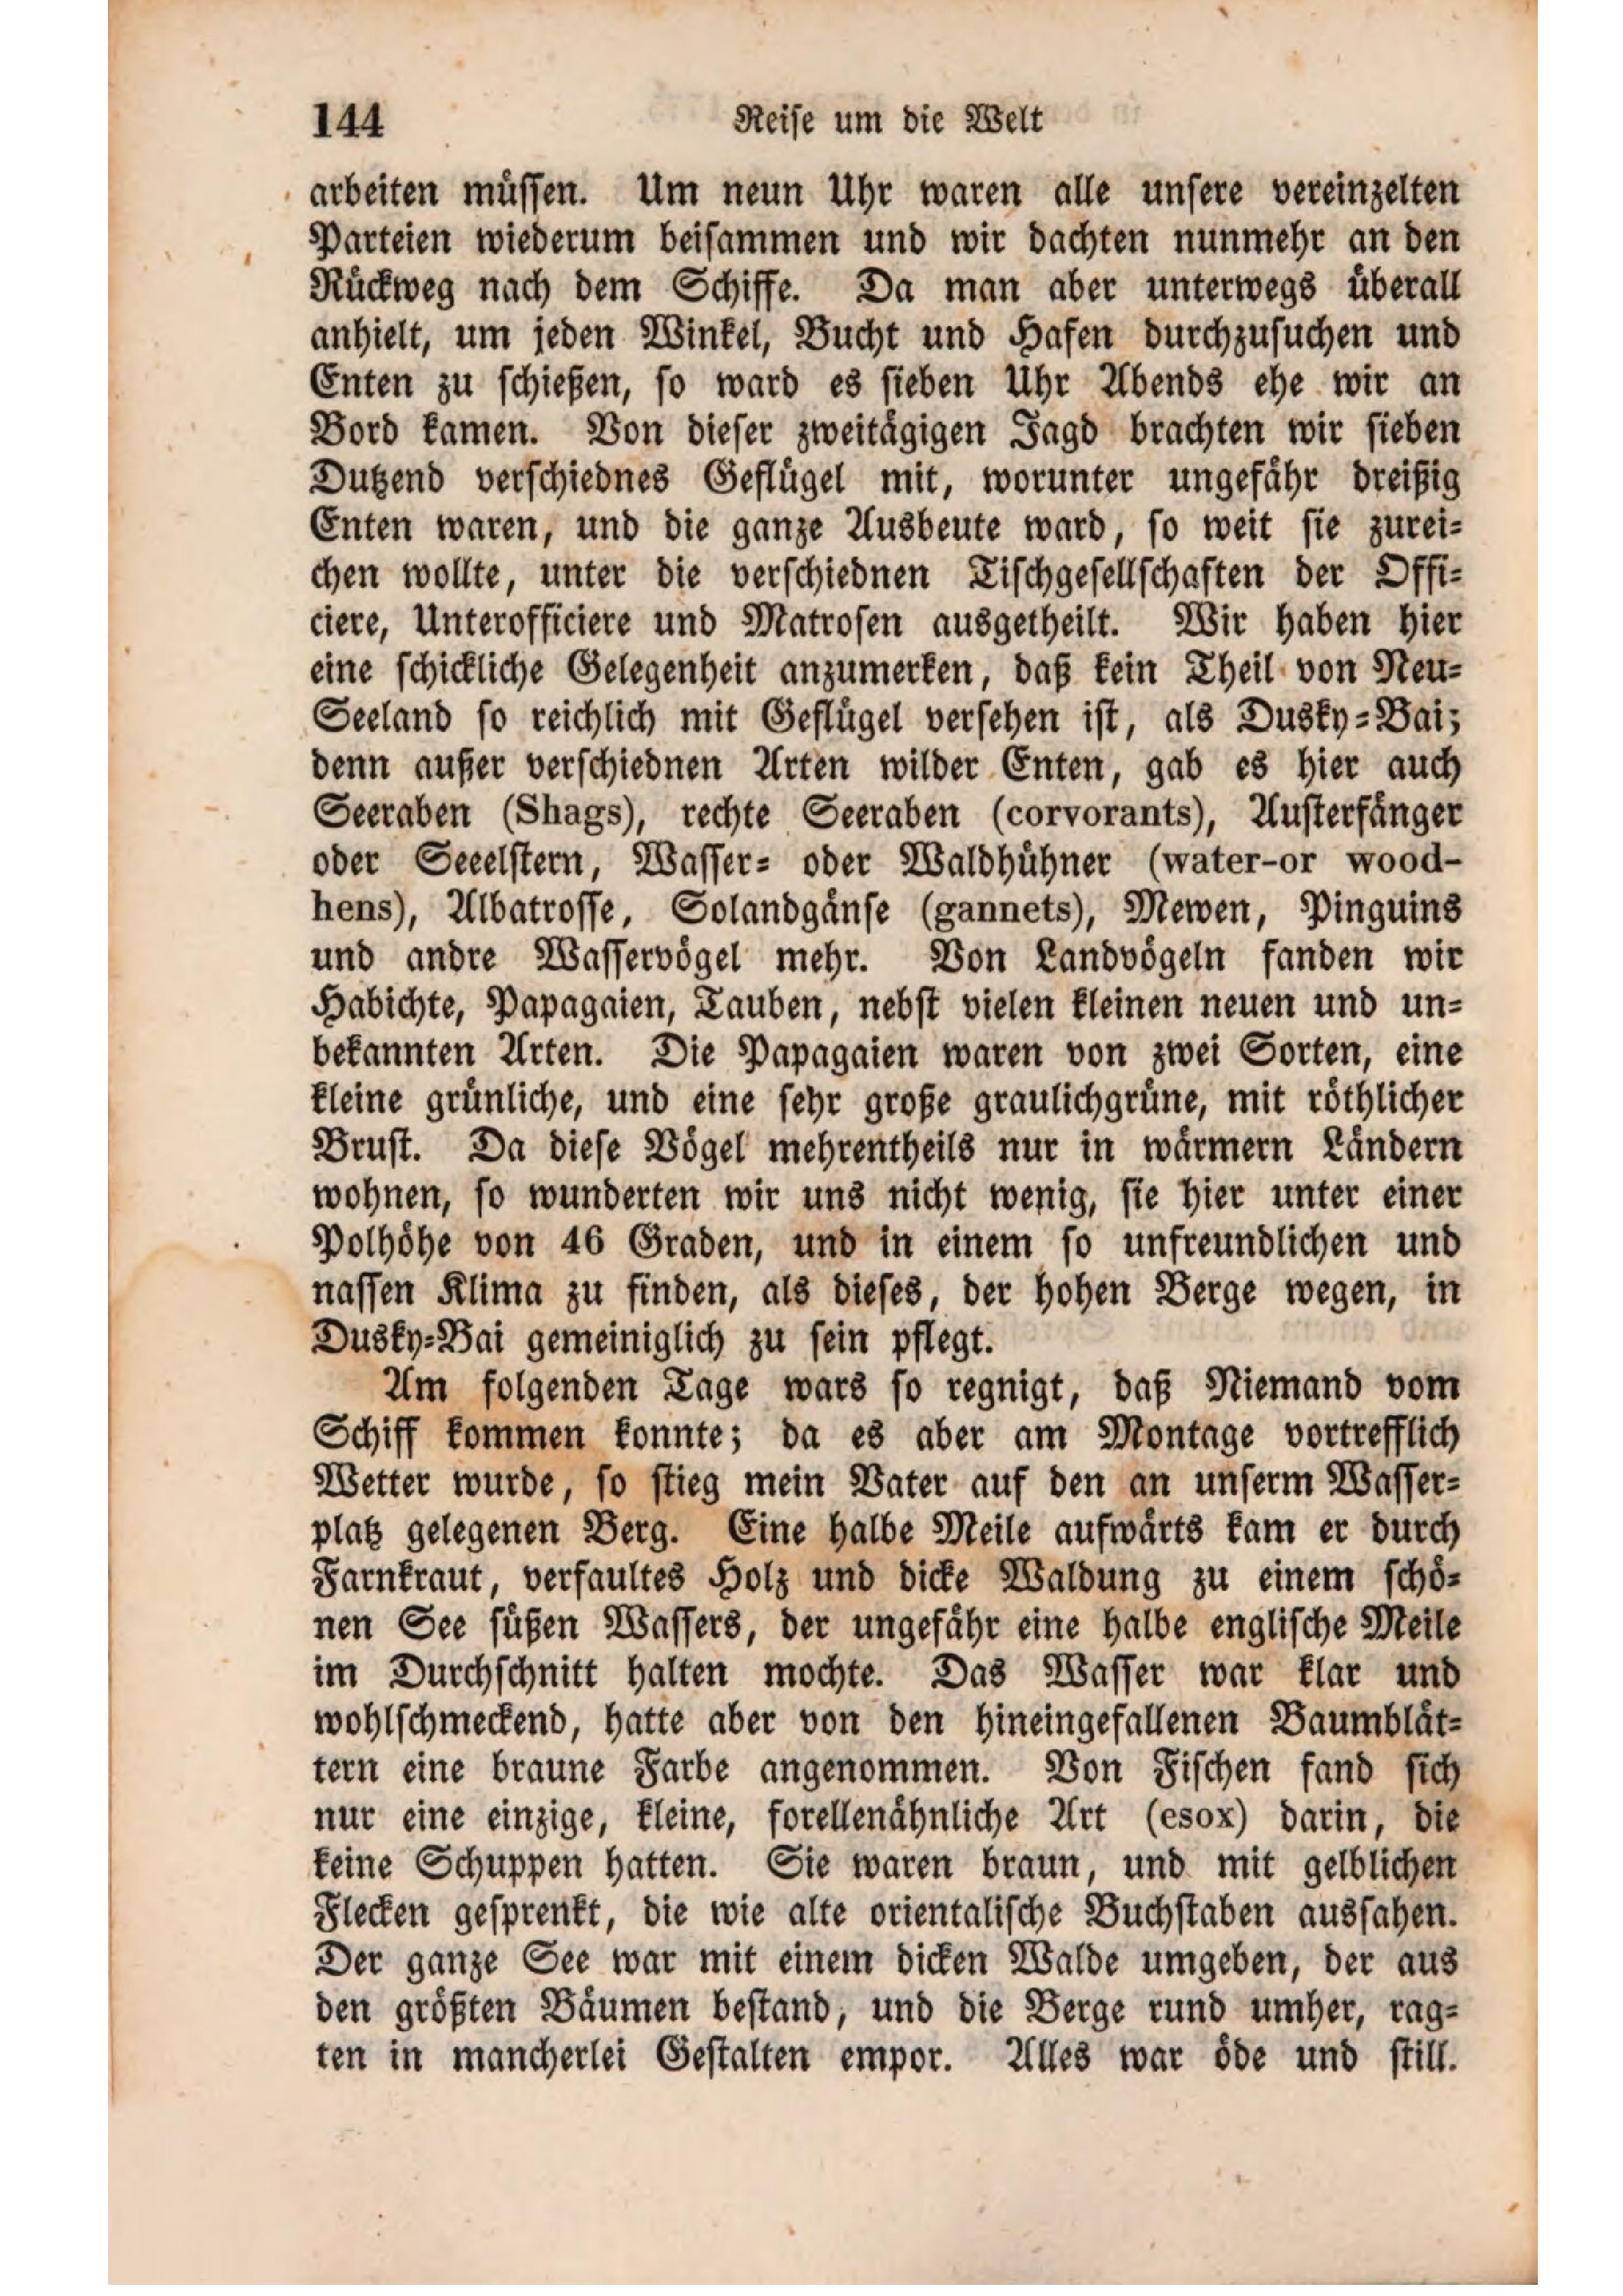 144 Reise um die Welt
arbeiten müssen. Um neun Uhr waren alle unsere vereinzelten
Parteien wiederum beisammen und wir dachten nunmehr an den
Rückweg nach dem Schiffe. Da man aber unterwegs überall
anhielt, um jeden Winkel, Bucht und Hafen durchzusuchen und
Enten zu schießen, so ward es sieben Uhr Abends ehe wir an
Bord kamen. Von dieser zweitägigen Jagd brachten wir sieben
Dutzend verschiednes Geflügel mit, worunter ungefähr dreißig
Enten waren, und die ganze Ausbeute ward, so weit sie zurei-
chen wollte, unter die verschiednen Tischgesellschaften der Offi-
ciere, Unterofficiere und Matrosen ausgetheilt. Wir haben hier
eine schickliche Gelegenheit anzumerken, daß kein Theil von Neu-
Seeland so reichlich mit Geflügel versehen ist, als Dusky-Bai;
denn außer verschiednen Arten wilder Enten, gab es hier auch
Seeraben (Shags), rechte Seeraben (corvorants), Austerfänger
oder Seeelstern, Wasser- oder Waldhühner (water-or wood-
hens), Albatrosse, Solandgänse (gannets), Mewen, Pinguins
und andre Wasservögel mehr. Von Landvögeln fanden wir
Habichte, Papagaien, Tauben, nebst vielen kleinen neuen und un-
bekannten Arten. Die Papagaien waren von zwei Sorten, eine
kleine grünliche, und eine sehr große graulichgrüne, mit röthlicher
Brust. Da diese Vögel mehrentheils nur in wärmern Ländern
wohnen, so wunderten wir uns nicht wenig, sie hier unter einer
Polhöhe von 46 Graden, und in einem so unfreundlichen und
nassen Klima zu finden, als dieses, der hohen Berge wegen, in
Dusky-Bai gemeiniglich zu sein pflegt.
Am folgenden Tage wars so regnigt, daß Niemand vom
Schiff kommen konnte; da es aber am Montage vortrefflich
Wetter wurde, so stieg mein Vater auf den an unserm Wasser-
platz gelegenen Berg. Eine halbe Meile aufwärts kam er durch
Farnkraut, verfaultes Holz und dicke Waldung zu einem schö-
nen See süßen Wassers, der ungefähr eine halbe englische Meile
im Durchschnitt halten mochte. Das Wasser war klar und
wohlschmeckend, hatte aber von den hineingefallenen Baumblät-
tern eine braune Farbe angenommen. Von Fischen fand sich
nur eine einzige, kleine, forellenähnliche Art (esox) darin, die
keine Schuppen hatten. Sie waren braun, und mit gelblichen
Flecken gesprenkt, die wie alte orientalische Buchstaben aussahen.
Der ganze See war mit einem dicken Walde umgeben, der aus
den größten Bäumen bestand, und die Berge rund umher, rag-
ten in mancherlei Gestalten empor. Alles war öde und still.